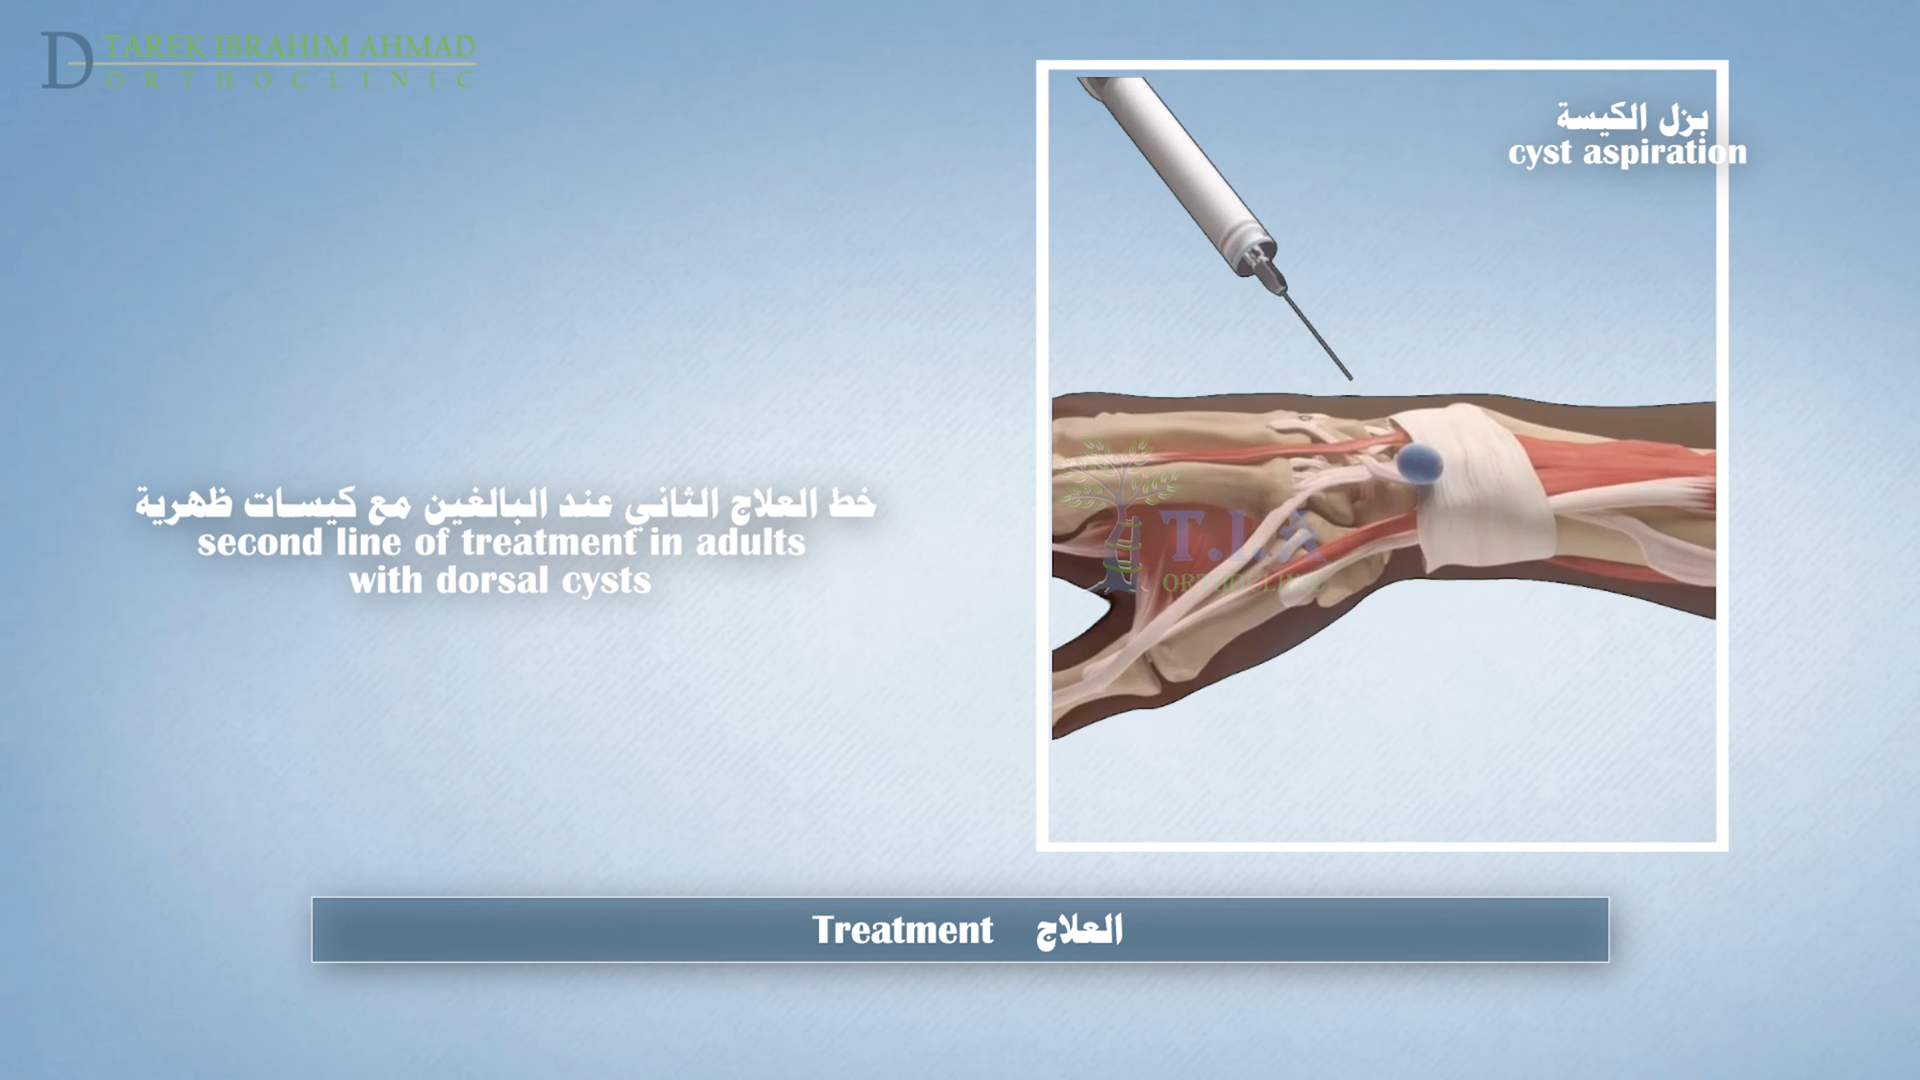 D TAREK IBRAHIM AHMAD
ORTHOCLINIC
بزل الكيسة
cyst aspiration
خط العلاج الثاني عند البالغين مع كيسات ظهرية
second line of treatment in adults
with dorsal cysts
T.I.A
ORTHOCLINIC
Treatment العلاج